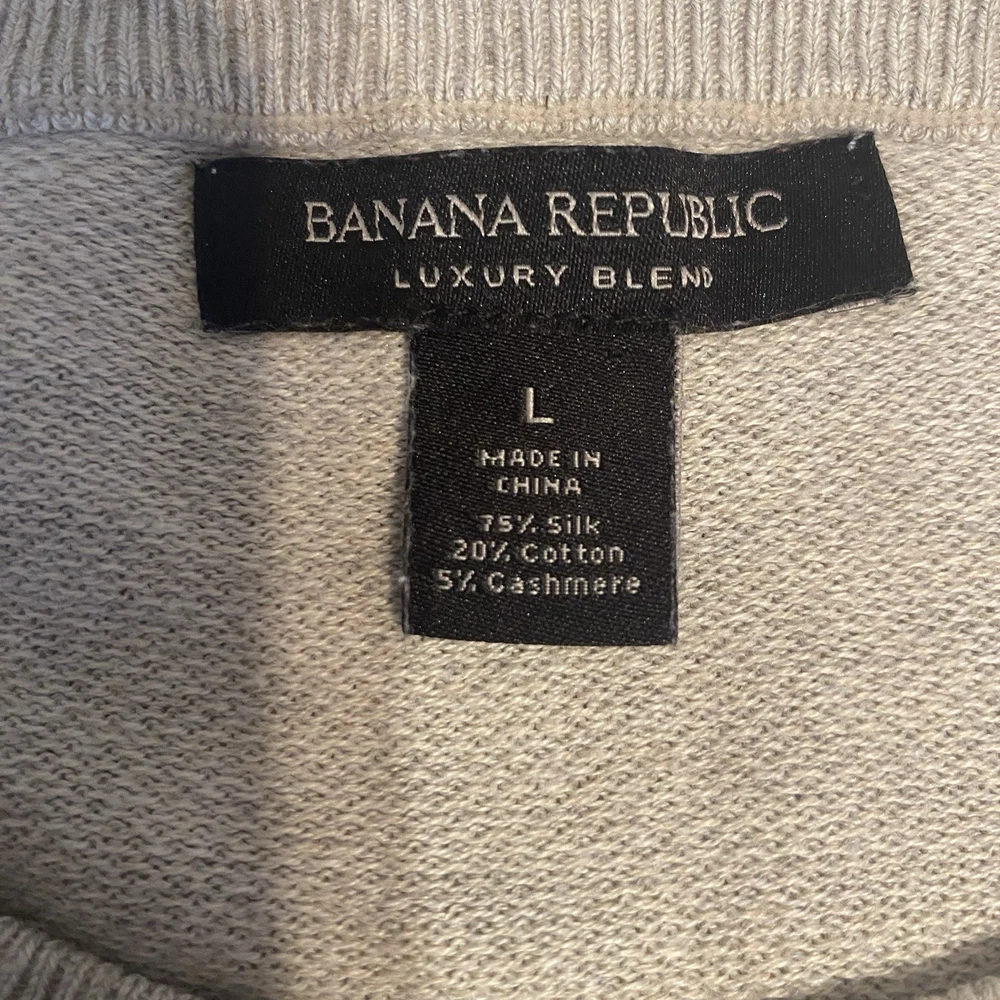 BANANA REPUBLIC
LUXURY BLEND
L
MADE IN
CHINA
75% Silk
20% Cotton
5% Cashmere